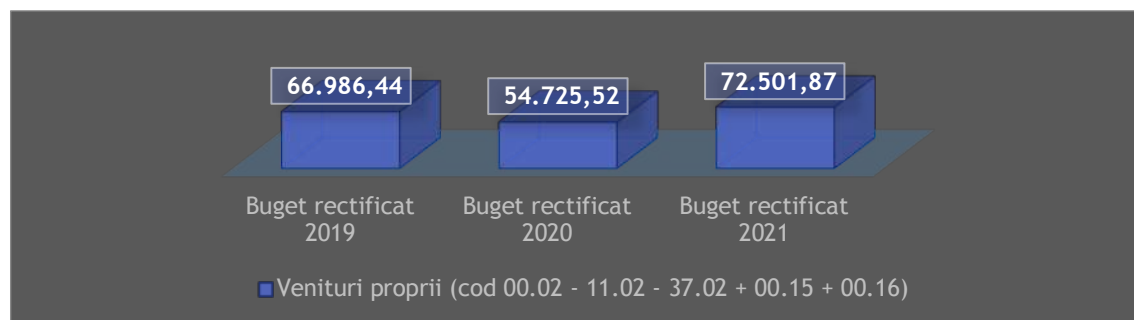 66.986,44
54.725,52
72.501,87
Buget rectificat
2019
Buget rectificat
2020
Buget rectificat
2021
Venituri proprii (cod 00.02 - 11.02 - 37.02 + 00.15 + 00.16)